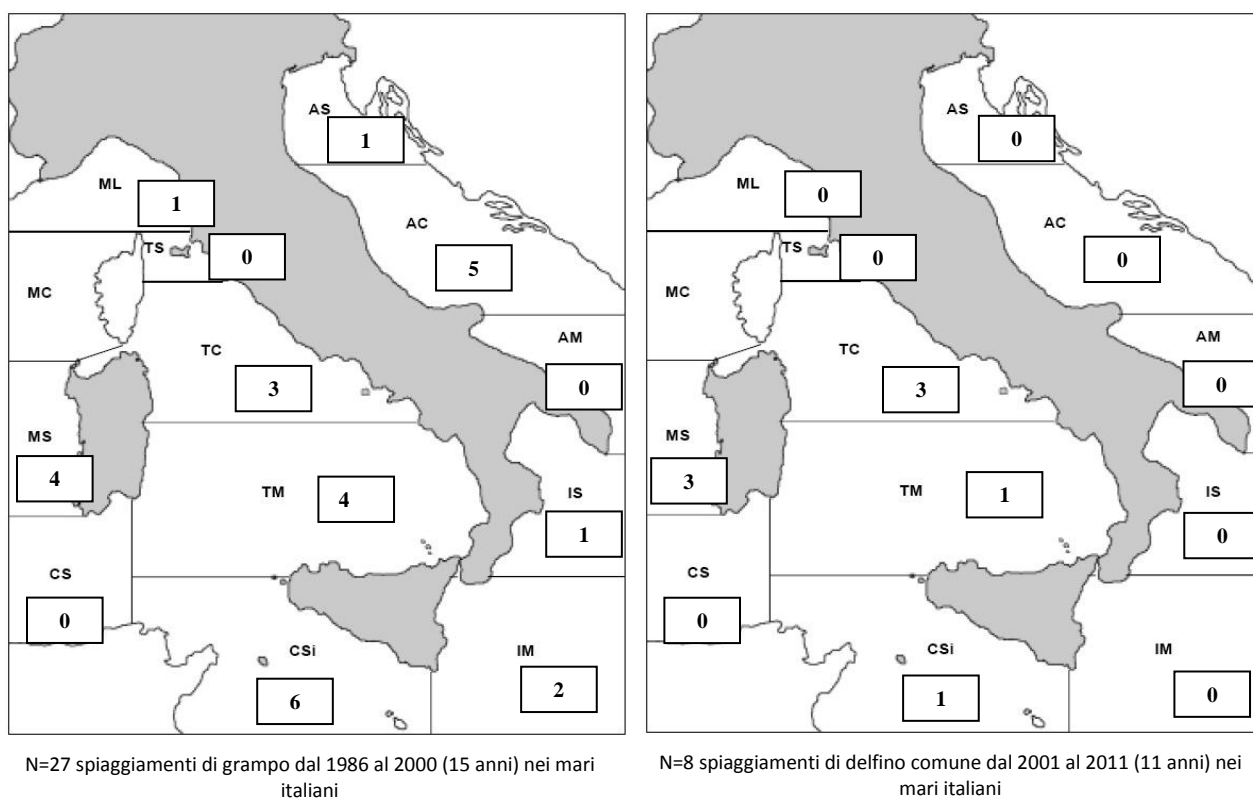 AS
1
ML
1
AC
TS
0
5
MC
AM
TC
0
3
MS
4
TM
4
IS
1
CS
0
CSi
IM
6
2
N=27 spiaggiamenti di grampo dal 1986 al 2000 (15 anni) nei mari
italiani
AS
0
ML
0
AC
TS
0
0
MC
AM
TC
0
3
MS
3
TM
1
IS
0
CS
0
CSi
IM
1
0
N=8 spiaggiamenti di delfino comune dal 2001 al 2011 (11 anni) nei
mari italiani